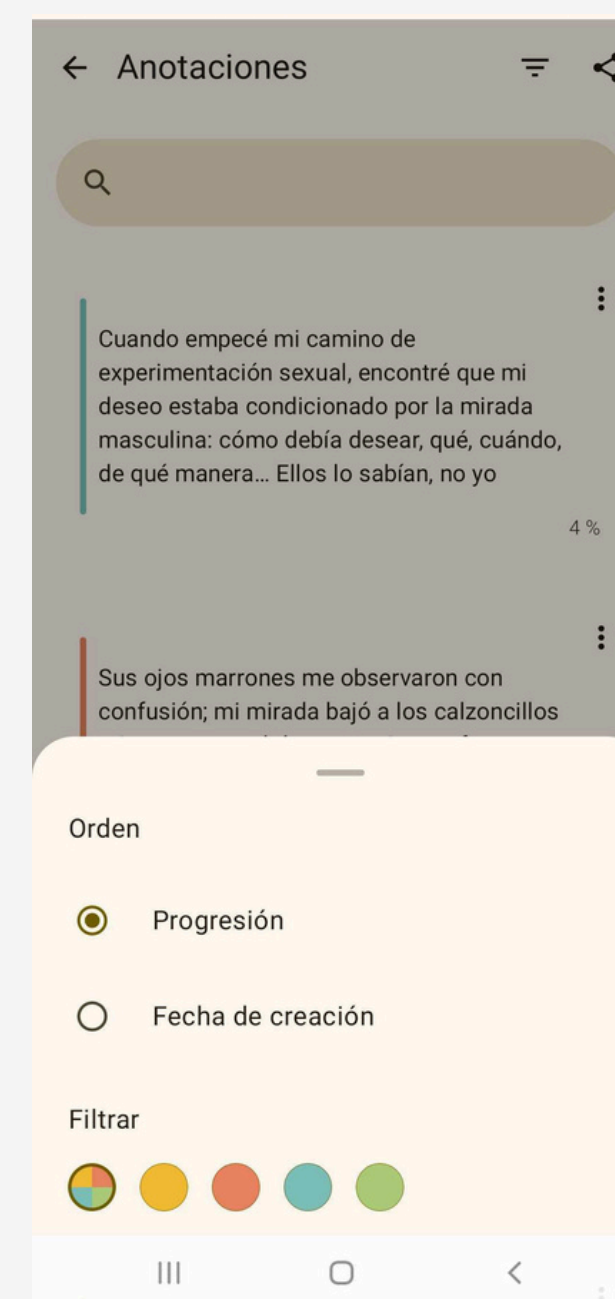 Anotaciones
Cuando empecé mi camino de
experimentación sexual, encontré que mi
deseo estaba condicionado por la mirada
masculina: cómo debía desear, qué, cuándo,
de qué manera… Ellos lo sabían, no yo
4 %
Sus ojos marrones me observaron con
confusión; mi mirada bajó a los calzoncillos
Orden
Progresión
Fecha de creación
Filtrar